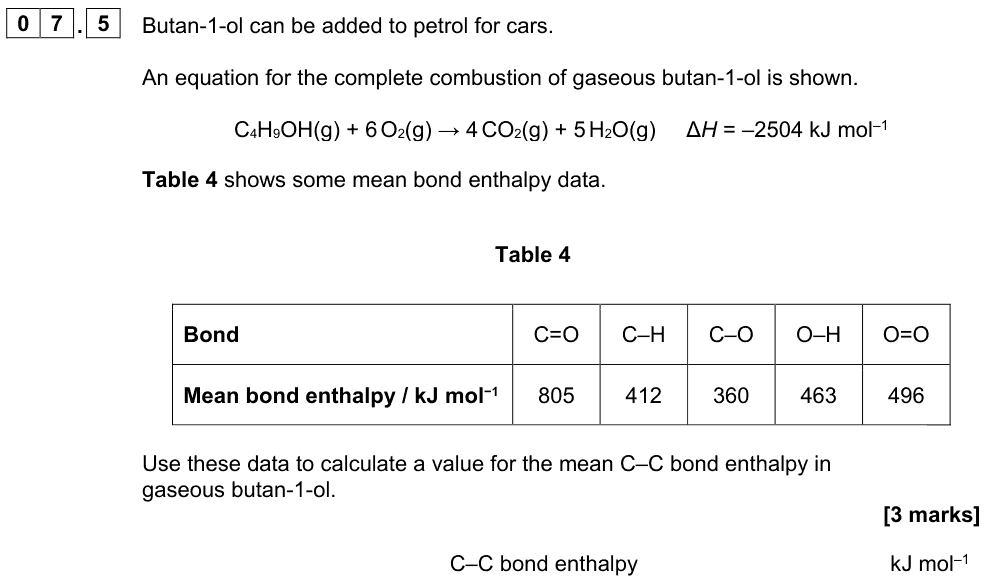 0 7 . 5 Butan-1-ol can be added to petrol for cars.
An equation for the complete combustion of gaseous butan-1-ol is shown.
C₄H₉OH(g) + 6 O₂(g) → 4 CO₂(g) + 5 H₂O(g) ΔH = –2504 kJ mol⁻¹
Table 4 shows some mean bond enthalpy data.
Table 4
Bond C=O C–H C–O O–H O=O
Mean bond enthalpy / kJ mol⁻¹ 805 412 360 463 496
Use these data to calculate a value for the mean C–C bond enthalpy in
gaseous butan-1-ol.
[3 marks]
C–C bond enthalpy kJ mol⁻¹